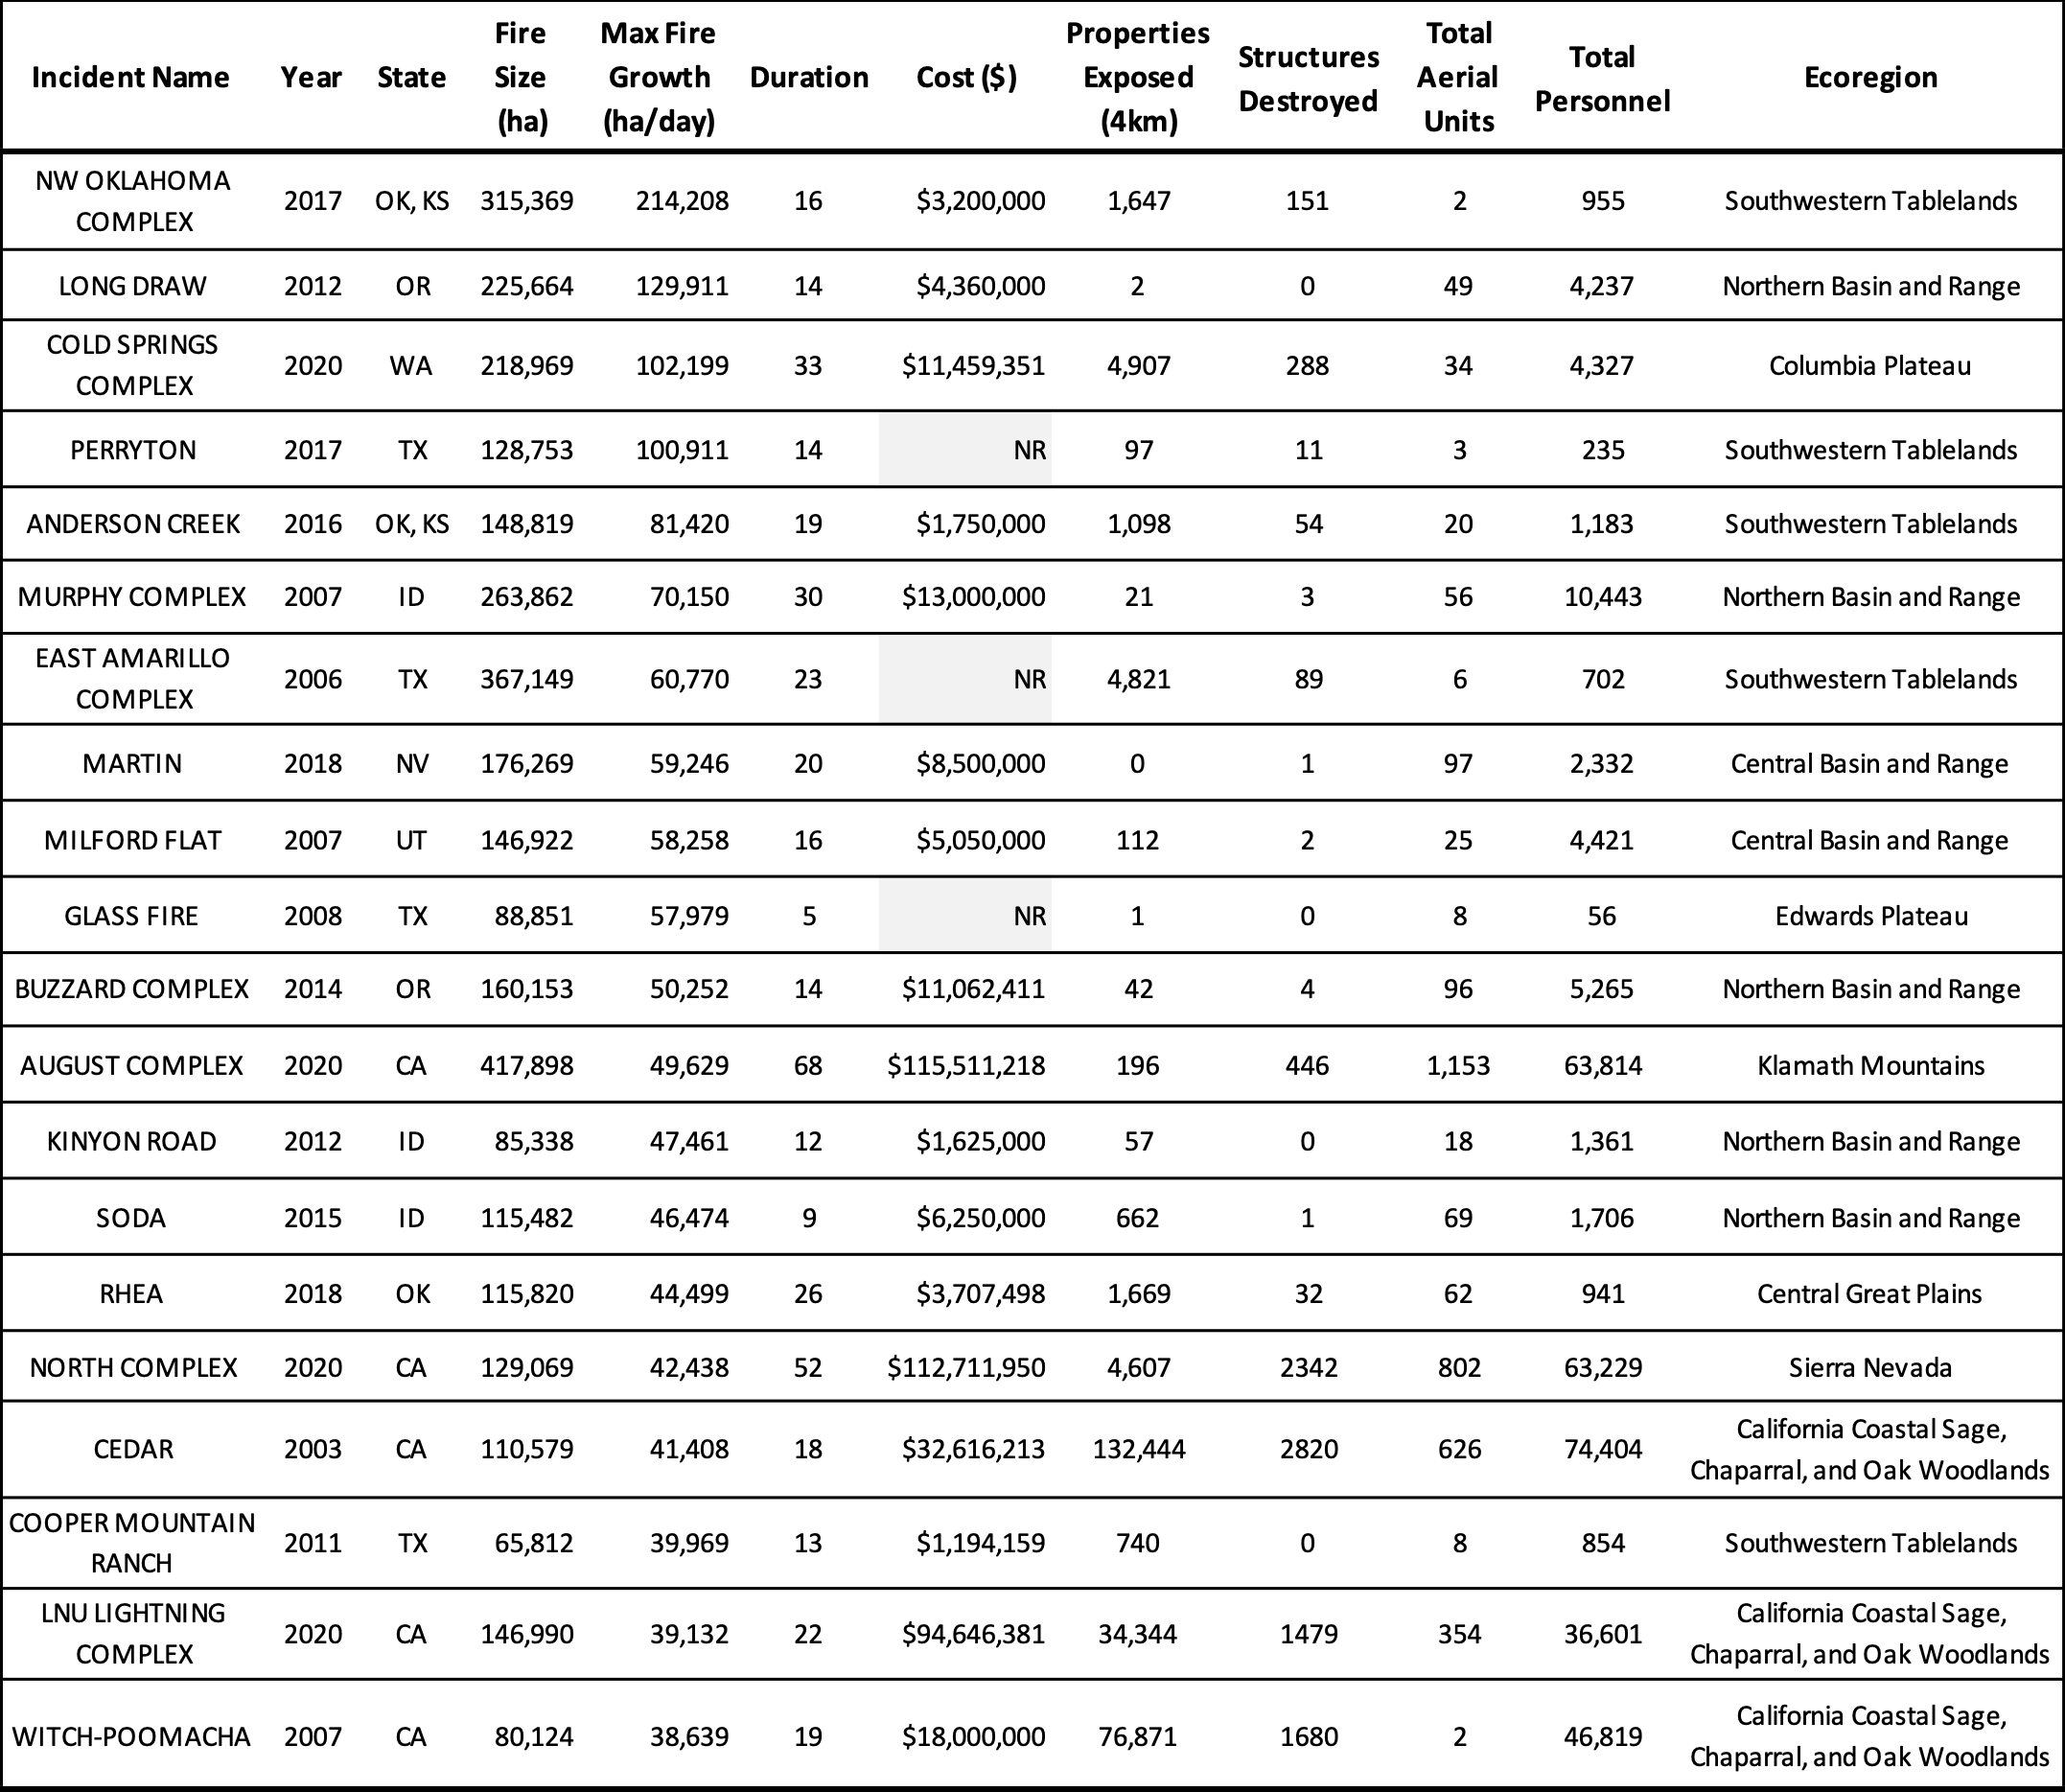 Incident Name Year State Fire Size (ha) Max Fire Growth (ha/day) Duration Cost ($) Properties Exposed (4km) Structures Destroyed Total Aerial Units Total Personnel Ecoregion
NW OKLAHOMA COMPLEX 2017 OK, KS 315,369 214,208 16 $3,200,000 1,647 151 2 955 Southwestern Tablelands
LONG DRAW 2012 OR 225,664 129,911 14 $4,360,000 2 0 49 4,237 Northern Basin and Range
COLD SPRINGS COMPLEX 2020 WA 218,969 102,199 33 $11,459,351 4,907 288 34 4,327 Columbia Plateau
PERRYTON 2017 TX 128,753 100,911 14 NR 97 11 3 235 Southwestern Tablelands
ANDERSON CREEK 2016 OK, KS 148,819 81,420 19 $1,750,000 1,098 54 20 1,183 Southwestern Tablelands
MURPHY COMPLEX 2007 ID 263,862 70,150 30 $13,000,000 21 3 56 10,443 Northern Basin and Range
EAST AMARILLO COMPLEX 2006 TX 367,149 60,770 23 NR 4,821 89 6 702 Southwestern Tablelands
MARTIN 2018 NV 176,269 59,246 20 $8,500,000 0 1 97 2,332 Central Basin and Range
MILFORD FLAT 2007 UT 146,922 58,258 16 $5,050,000 112 2 25 4,421 Central Basin and Range
GLASS FIRE 2008 TX 88,851 57,979 5 NR 1 0 8 56 Edwards Plateau
BUZZARD COMPLEX 2014 OR 160,153 50,252 14 $11,062,411 42 4 96 5,265 Northern Basin and Range
AUGUST COMPLEX 2020 CA 417,898 49,629 68 $115,511,218 196 446 1,153 63,814 Klamath Mountains
KINYON ROAD 2012 ID 85,338 47,461 12 $1,625,000 57 0 18 1,361 Northern Basin and Range
SODA 2015 ID 115,482 46,474 9 $6,250,000 662 1 69 1,706 Northern Basin and Range
RHEA 2018 OK 115,820 44,499 26 $3,707,498 1,669 32 62 941 Central Great Plains
NORTH COMPLEX 2020 CA 129,069 42,438 52 $112,711,950 4,607 2342 802 63,229 Sierra Nevada
CEDAR 2003 CA 110,579 41,408 18 $32,616,213 132,444 2820 626 74,404 California Coastal Sage, Chaparral, and Oak Woodlands
COOPER MOUNTAIN RANCH 2011 TX 65,812 39,969 13 $1,194,159 740 0 8 854 Southwestern Tablelands
LNU LIGHTNING COMPLEX 2020 CA 146,990 39,132 22 $94,646,381 34,344 1479 354 36,601 California Coastal Sage, Chaparral, and Oak Woodlands
WITCH-POOMACHA 2007 CA 80,124 38,639 19 $18,000,000 76,871 1680 2 46,819 California Coastal Sage, Chaparral, and Oak Woodlands